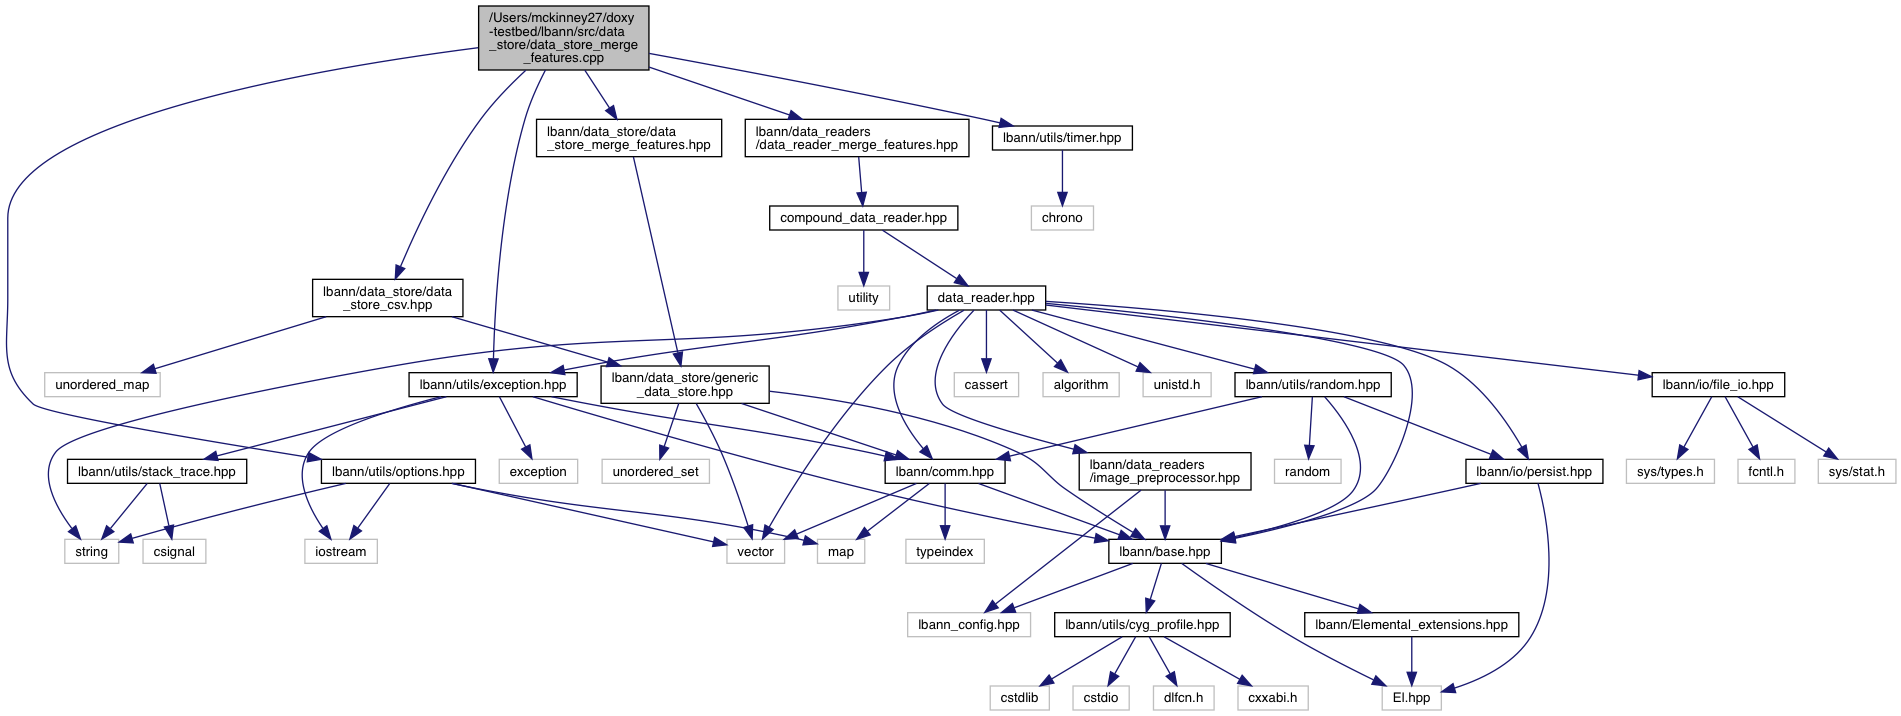 /Users/mckinney27/doxy
-testbed/lbann/src/data
_store/data_store_merge
_features.cpp
lbann/data_store/data
_store_merge_features.hpp
lbann/data_readers
/data_reader_merge_features.hpp
lbann/utils/timer.hpp
compound_data_reader.hpp
chrono
lbann/data_store/data
_store_csv.hpp
utility
data_reader.hpp
unordered_map
lbann/utils/exception.hpp
lbann/data_store/generic
_data_store.hpp
cassert
algorithm
unistd.h
lbann/utils/random.hpp
lbann/io/file_io.hpp
lbann/utils/stack_trace.hpp
lbann/utils/options.hpp
exception
unordered_set
lbann/comm.hpp
lbann/data_readers
/image_preprocessor.hpp
random
lbann/io/persist.hpp
sys/types.h
fcntl.h
sys/stat.h
string
csignal
iostream
vector
map
typeindex
lbann/base.hpp
lbann_config.hpp
lbann/utils/cyg_profile.hpp
lbann/Elemental_extensions.hpp
cstdlib
cstdio
dlfcn.h
cxxabi.h
El.hpp